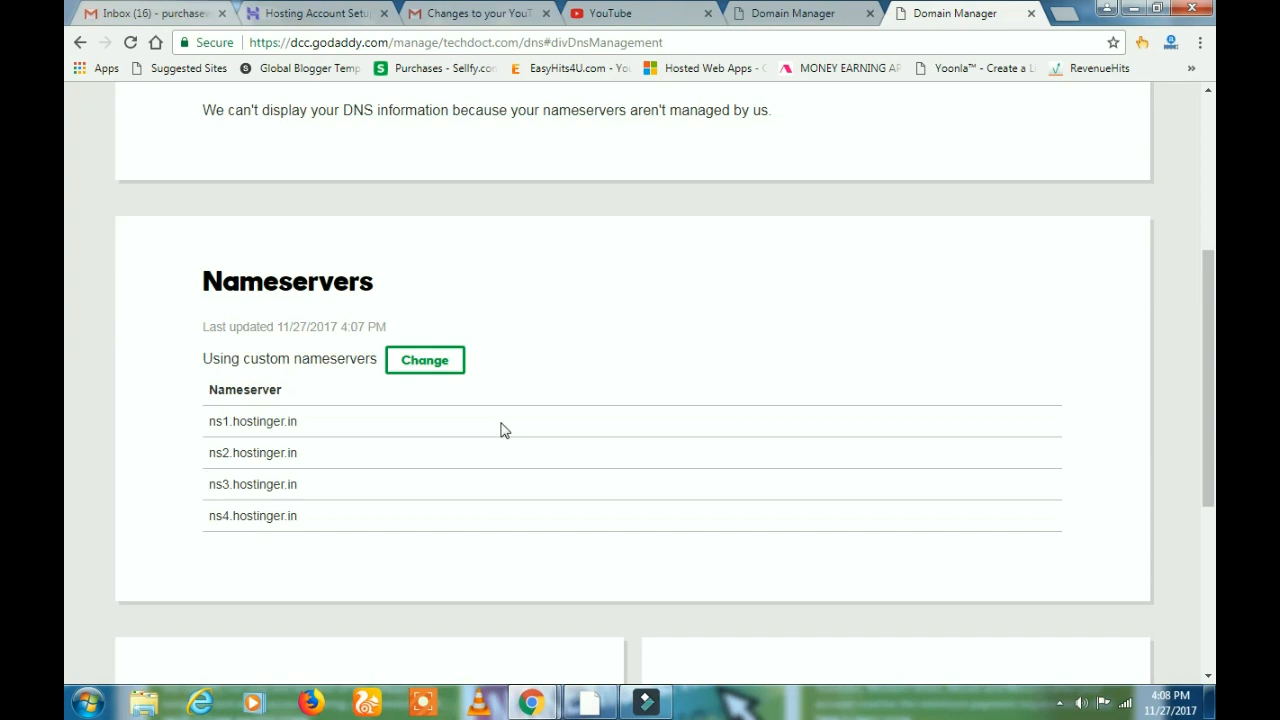 Inbox (16) - purchase
Hosting Account Setu
Changes to your YouT
YouTube
Domain Manager
Domain Manager
Secure
https://dcc.godaddy.com/manage/techdoct.com/dns#divDnsManagement
Apps
Suggested Sites
Global Blogger Temp
Purchases - Sellfy.co
EasyHits4U.com - Yo
Hosted Web Apps -
MONEY EARNING AP
Yoonla™ - Create a L
RevenueHits
»
We can't display your DNS information because your nameservers aren't managed by us.
Nameservers
Last updated 11/27/2017 4:07 PM
Using custom nameservers
Change
Nameserver
ns1.hostinger.in
ns2.hostinger.in
ns3.hostinger.in
ns4.hostinger.in
4:08 PM
11/27/2017